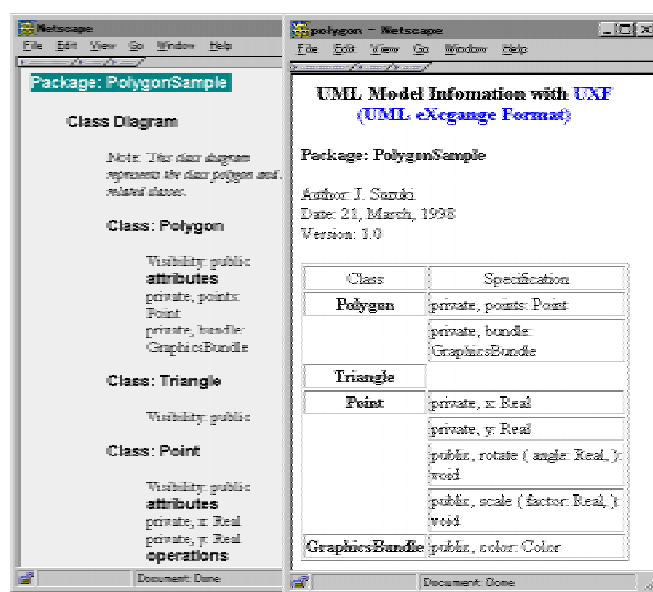 Netscape
File Edit View Go Window Help
Package: PolygonSample
Class Diagram
Note: This class diagram
represents the class polygon and
related classes.
Class: Polygon
Visibility: public
attributes
private, points:
Point
private, bundle:
GraphicsBundle
Class: Triangle
Visibility: public
Class: Point
Visibility: public
attributes
private, x: Real
private, y: Real
operations
Document: Done
polygon - Netscape
File Edit View Go Window Help
UML Model Infomation with UXF
(UML eXcgange Format)
Package: PolygonSample
Author: J. Suzuki
Date: 21, March, 1998
Version: 1.0
Class Specification
Polygon private, points: Point
private, bundle:
GraphicsBundle
Triangle
Point private, x: Real
private, y: Real
public, rotate ( angle: Real, ):
void
public, scale ( factor: Real, ):
void
GraphicsBundle public, color: Color
Document: Done